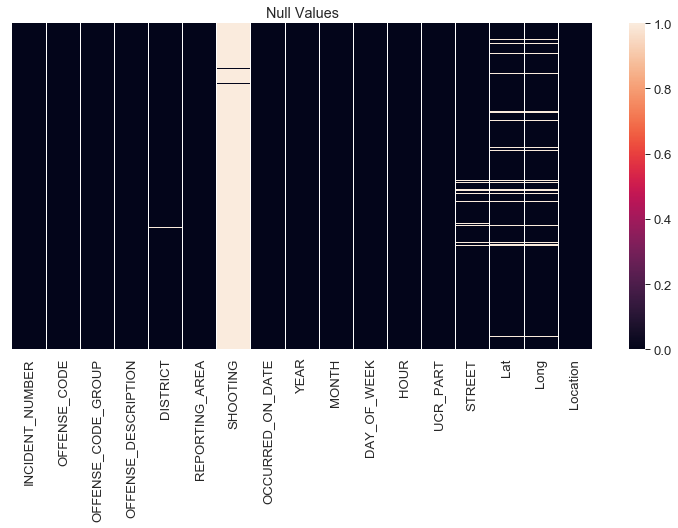 Null Values
1.0
0.8
0.6
0.4
0.2
0.0
INCIDENT_NUMBER
OFFENSE_CODE
OFFENSE_CODE_GROUP
OFFENSE_DESCRIPTION
DISTRICT
REPORTING_AREA
SHOOTING
OCCURRED_ON_DATE
YEAR
MONTH
DAY_OF_WEEK
HOUR
UCR_PART
STREET
Lat
Long
Location